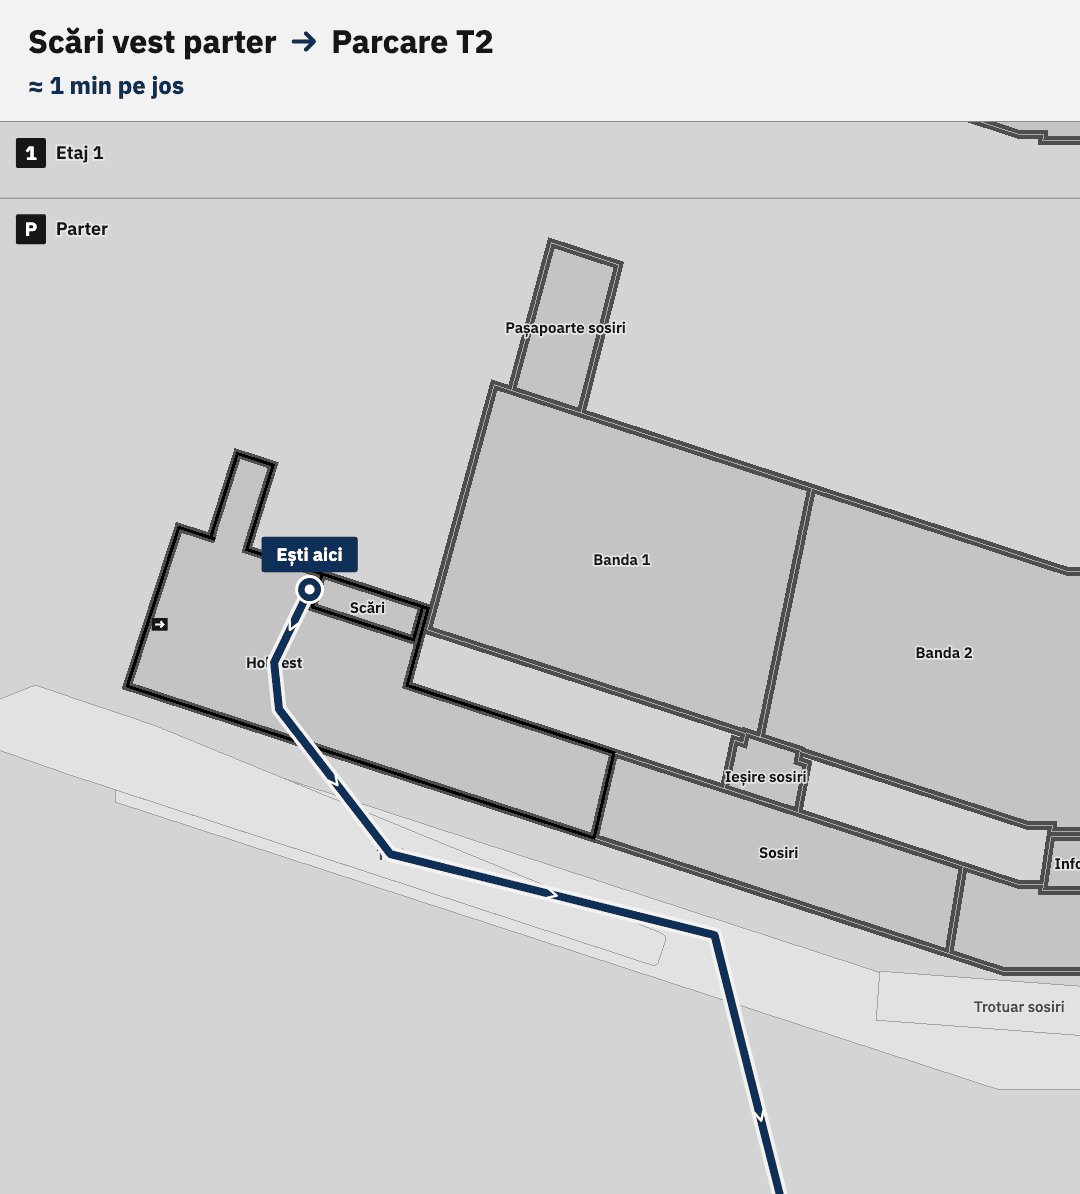 Scări vest parter → Parcare T2
≈ 1 min pe jos
1 Etaj 1
P Parter
Pașapoarte sosiri
Ești aici
Banda 1
Scări
Banda 2
Ieșire sosiri
Sosiri
Trotuar sosiri